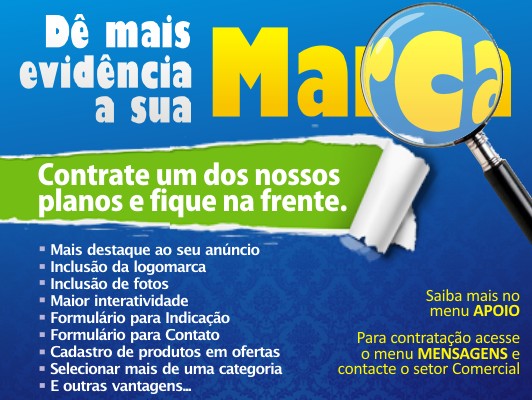 Dê mais
evidência
a sua
Marca
Contrate um dos nossos
planos e fique na frente.
Mais destaque ao seu anúncio
Inclusão da logomarca
Inclusão de fotos
Maior interatividade
Formulário para Indicação
Formulário para Contato
Cadastro de produtos em ofertas
Selecionar mais de uma categoria
E outras vantagens...
Saiba mais no
menu APOIO
Para contratação acesse
o menu MENSAGENS e
contacte o setor Comercial